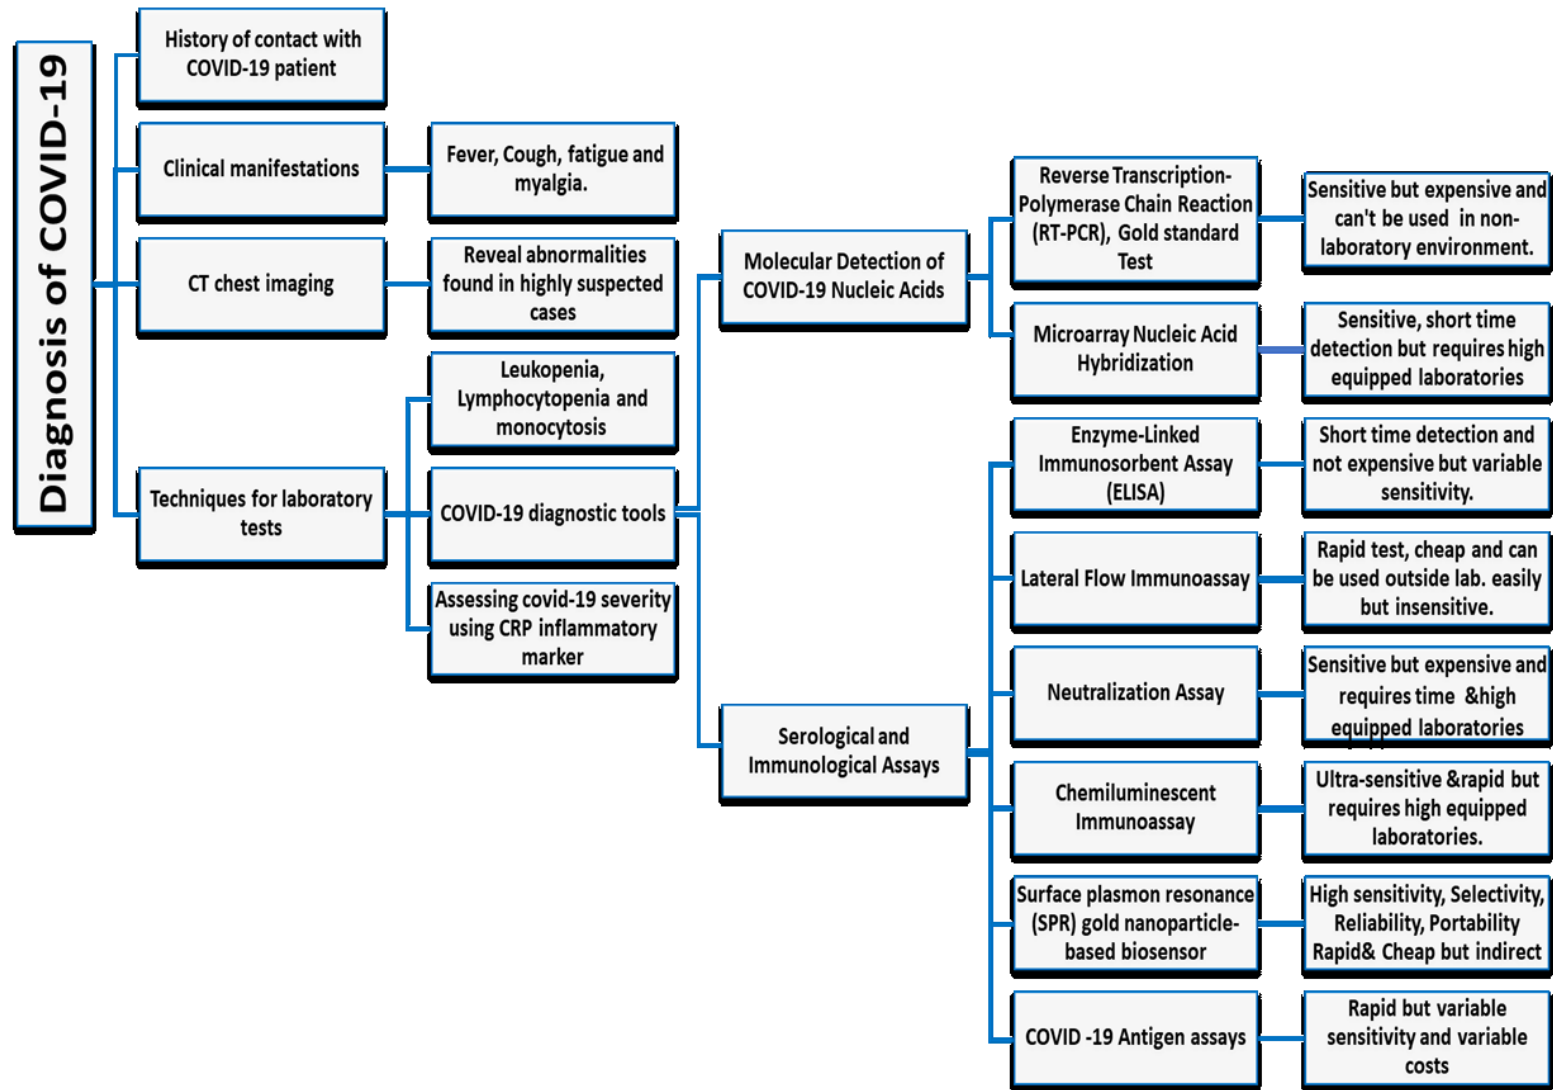 Diagnosis of COVID-19
History of contact with
COVID-19 patient
Clinical manifestations
Fever, Cough, fatigue and
myalgia.
CT chest imaging
Reveal abnormalities
found in highly suspected
cases
Techniques for laboratory
tests
Leukopenia,
Lymphocytopenia and
monocytosis
COVID-19 diagnostic tools
Assessing covid-19 severity
using CRP inflammatory
marker
Molecular Detection of
COVID-19 Nucleic Acids
Reverse Transcription-
Polymerase Chain Reaction
(RT-PCR), Gold standard
Test
Sensitive but expensive and
can't be used in non-
laboratory environment.
Microarray Nucleic Acid
Hybridization
Sensitive, short time
detection but requires high
equipped laboratories
Serological and
Immunological Assays
Enzyme-Linked
Immunosorbent Assay
(ELISA)
Short time detection and
not expensive but variable
sensitivity.
Lateral Flow Immunoassay
Rapid test, cheap and can
be used outside lab. easily
but insensitive.
Neutralization Assay
Sensitive but expensive and
requires time &high
equipped laboratories
Chemiluminescent
Immunoassay
Ultra-sensitive &rapid but
requires high equipped
laboratories.
Surface plasmon resonance
(SPR) gold nanoparticle-
based biosensor
High sensitivity, Selectivity,
Reliability, Portability
Rapid& Cheap but indirect
COVID -19 Antigen assays
Rapid but variable
sensitivity and variable
costs